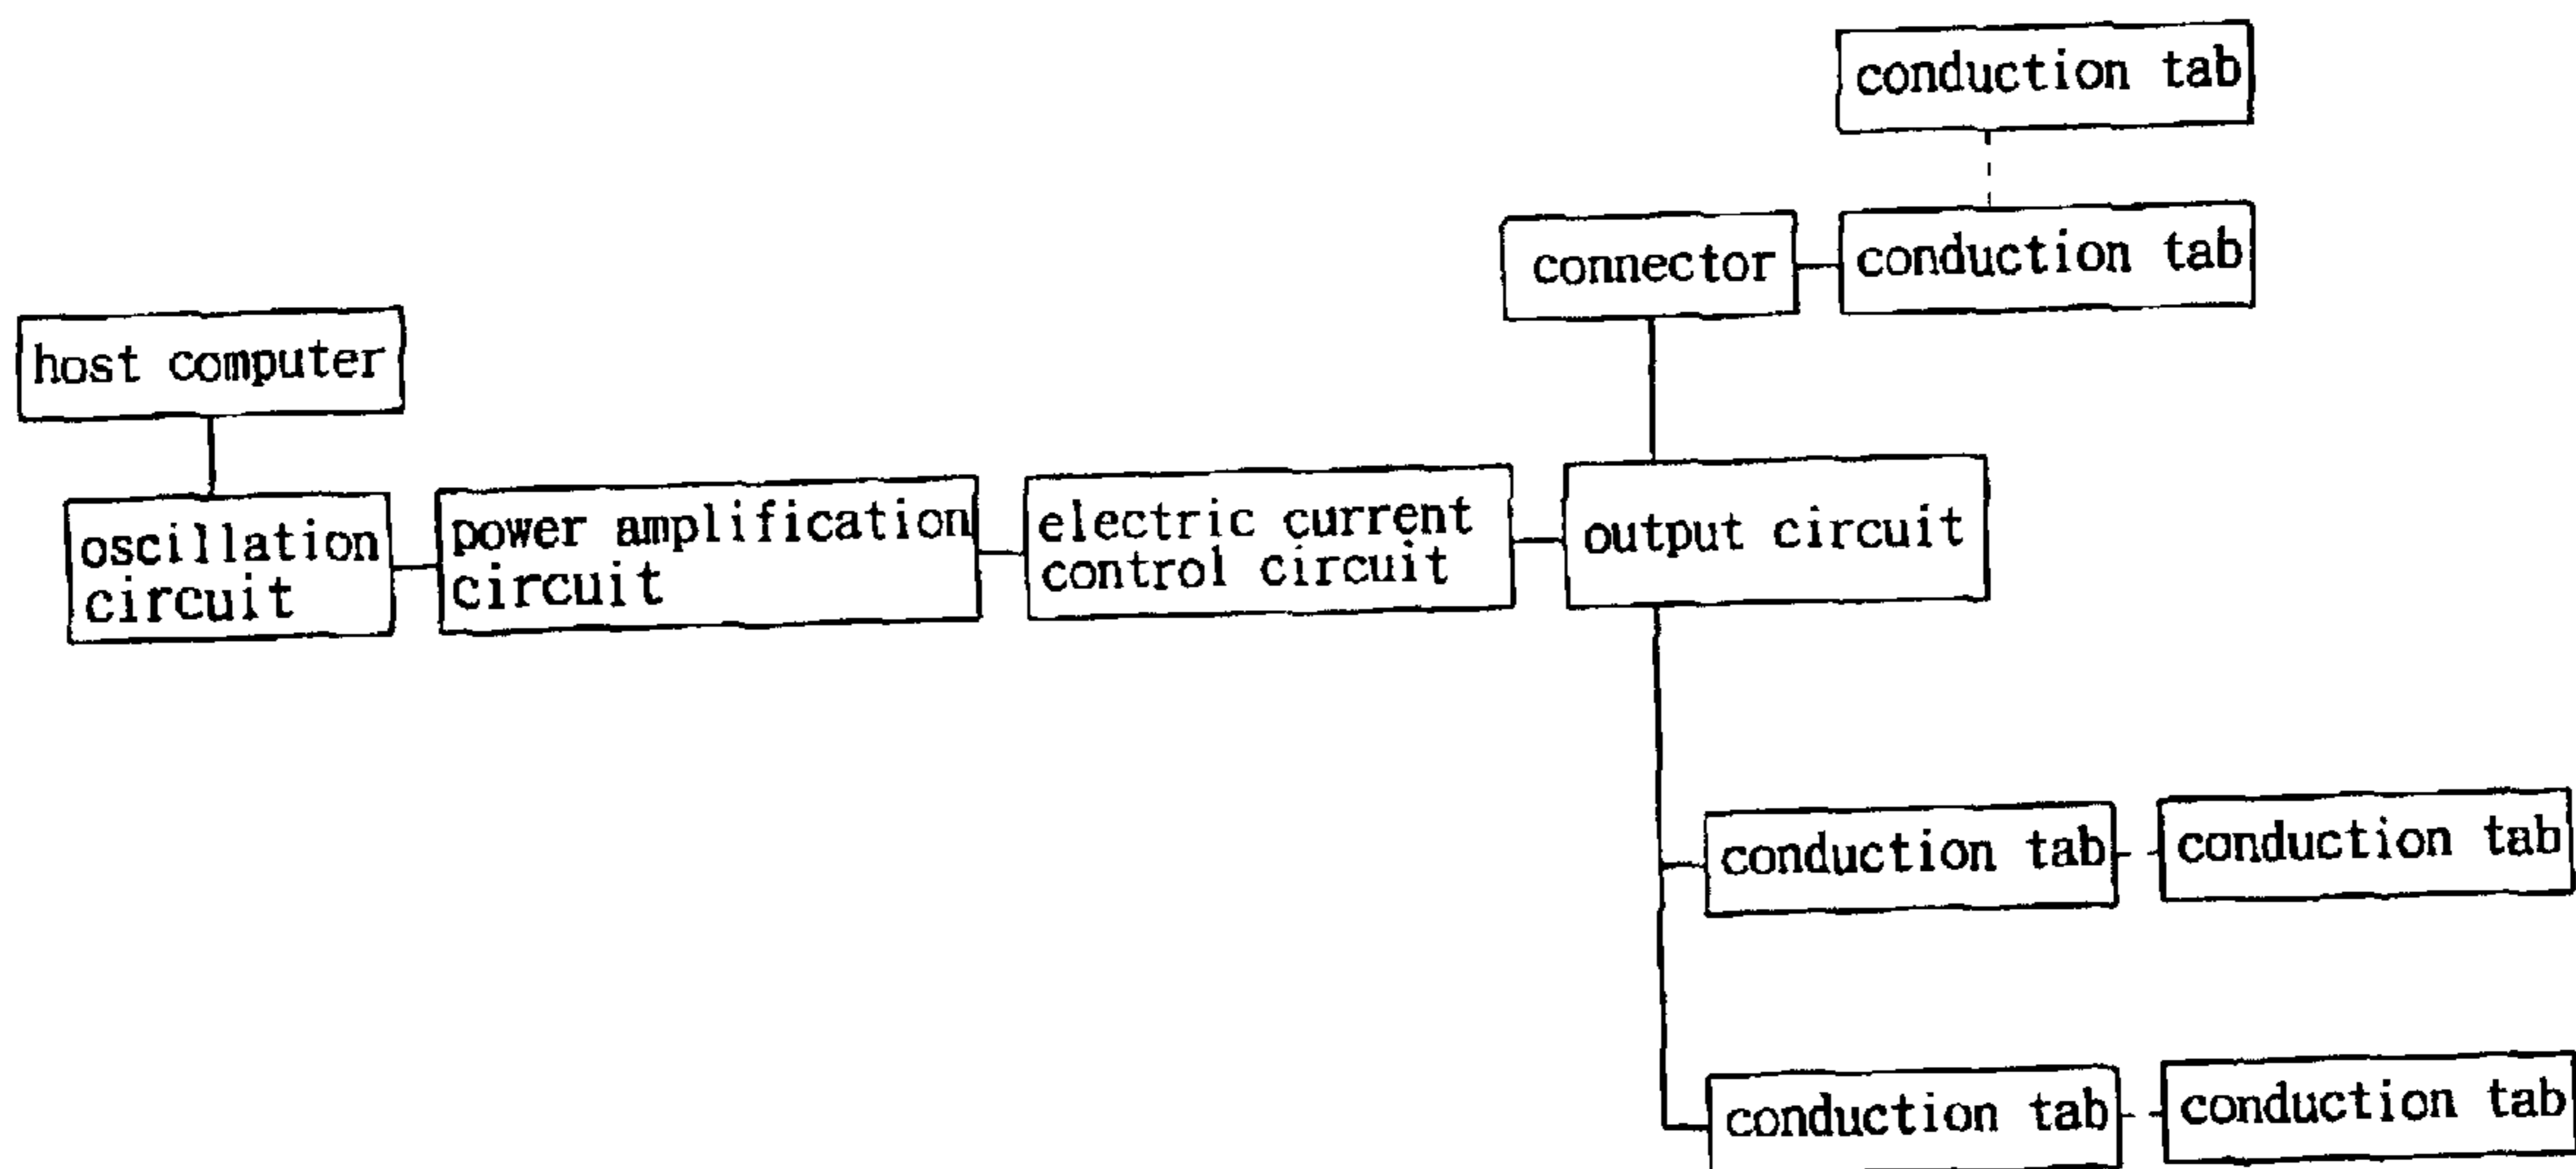 conduction tab
connector
conduction tab
host computer
oscillation
circuit
power amplification
circuit
electric current
control circuit
output circuit
conduction tab
conduction tab
conduction tab
conduction tab